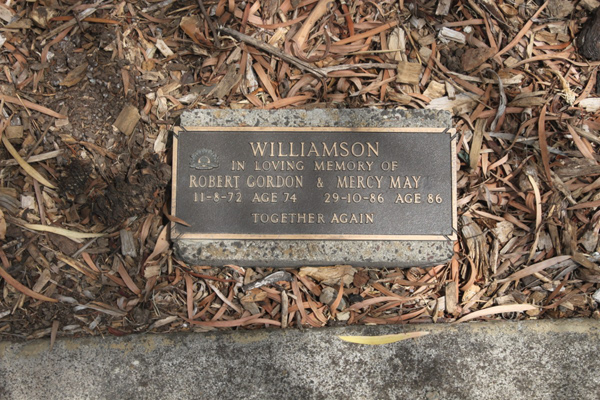 WILLIAMSON
IN LOVING MEMORY OF
ROBERT GORDON & MERCY MAY
11-8-72 AGE 74 29-10-86 AGE 86
TOGETHER AGAIN